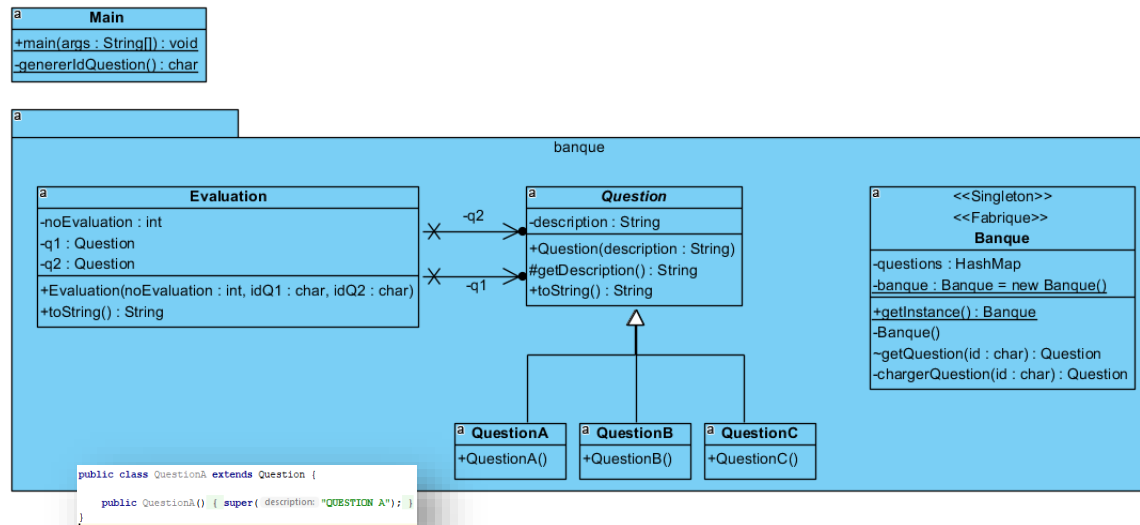 a
Main
+main(args : String[]) : void
-genererIdQuestion() : char
a
banque
a
Evaluation
-noEvaluation : int
-q1 : Question
-q2 : Question
+Evaluation(noEvaluation : int, idQ1 : char, idQ2 : char)
+toString() : String
-q2
-q1
a
Question
-description : String
+Question(description : String)
#getDescription() : String
+toString() : String
a
<<Singleton>>
<<Fabrique>>
Banque
-questions : HashMap
-banque : Banque = new Banque()
+getInstance() : Banque
-Banque()
~getQuestion(id : char) : Question
-chargerQuestion(id : char) : Question
a QuestionA
+QuestionA()
a QuestionB
+QuestionB()
a QuestionC
+QuestionC()
public class QuestionA extends Question {
public QuestionA() { super( description: "QUESTION A"); }
}